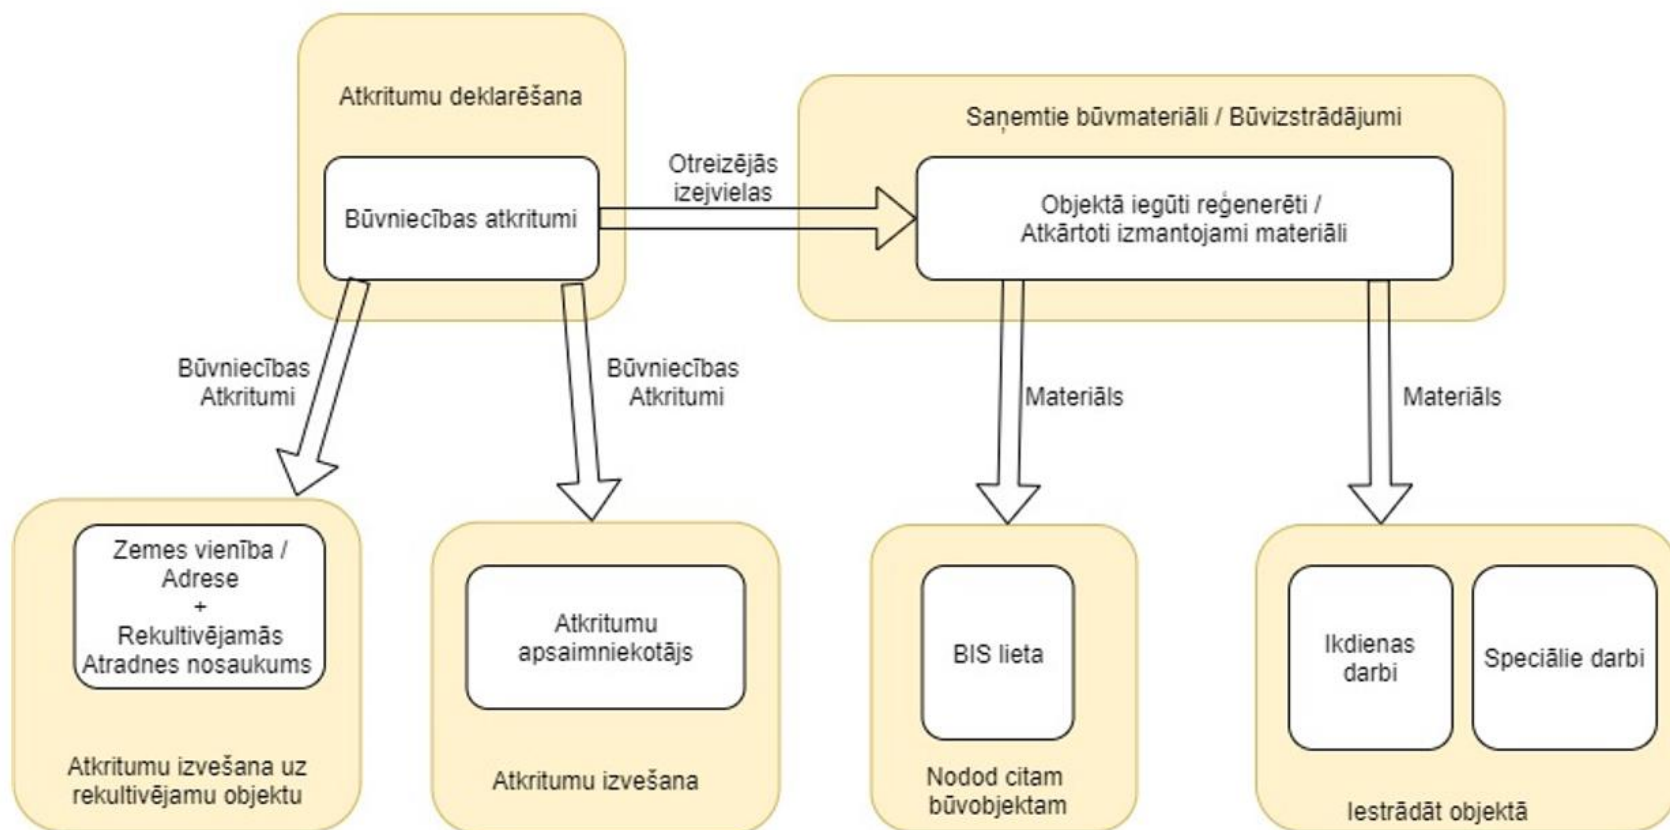 Atkritumu deklarēšana
Būvniecības atkritumi
Otreizējās
izejvielas
Saņemtie būvmateriāli / Būvizstrādājumi
Objektā iegūti reģenerēti /
Atkārtoti izmantojami materiāli
Būvniecības
Atkritumi
Būvniecības
Atkritumi
Materiāls
Materiāls
Zemes vienība /
Adrese
+
Rekultivējamās
Atradnes nosaukums
Atkritumu izvešana uz
rekultivējamu objektu
Atkritumu
apsaimniekotājs
Atkritumu izvešana
BIS lieta
Nodod citam
būvobjektam
Ikdienas
darbi
Speciālie darbi
Iestrādāt objektā